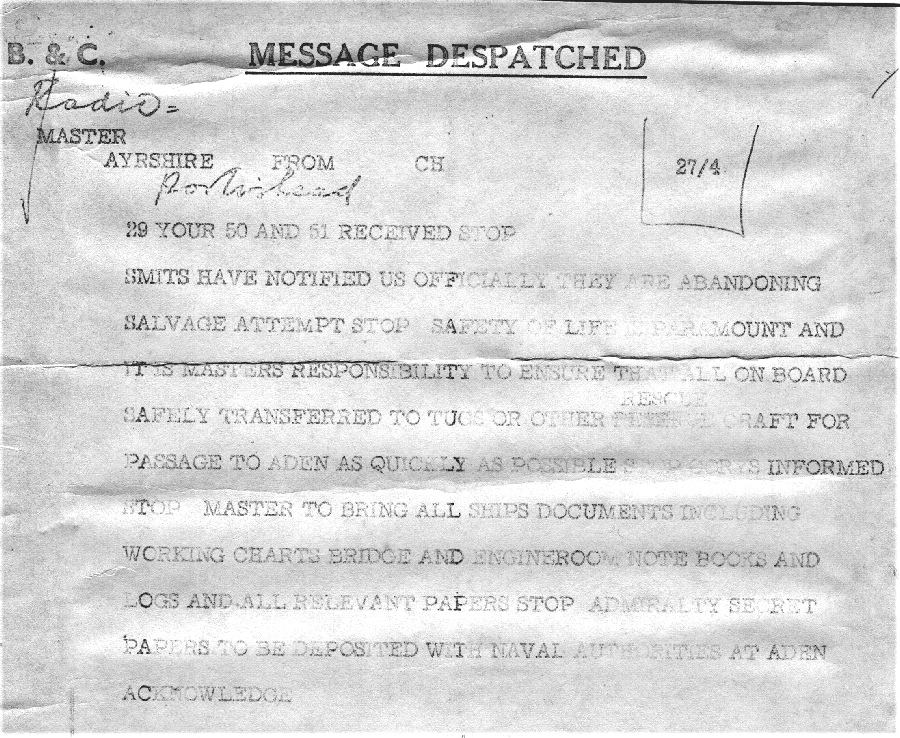 B. & C. MESSAGE DESPATCHED
Radio =
MASTER
AYRSHIRE FROM CH 27/4
Portishead
29 YOUR 50 AND 51 RECEIVED STOP
SMITS HAVE NOTIFIED US OFFICIALLY THEY ARE ABANDONING
SALVAGE ATTEMPT STOP SAFETY OF LIFE IS PARAMOUNT AND
IT IS MASTERS RESPONSIBILITY TO ENSURE THAT ALL ON BOARD
RESCUE
SAFELY TRANSFERRED TO TUGS OR OTHER CRAFT FOR
PASSAGE TO ADEN AS QUICKLY AS POSSIBLE STOP CORYS INFORMED
STOP MASTER TO BRING ALL SHIPS DOCUMENTS INCLUDING
WORKING CHARTS BRIDGE AND ENGINEROOM NOTE BOOKS AND
LOGS AND ALL RELEVANT PAPERS STOP ADMIRALTY SECRET
PAPERS TO BE DEPOSITED WITH NAVAL AUTHORITIES AT ADEN
ACKNOWLEDGE